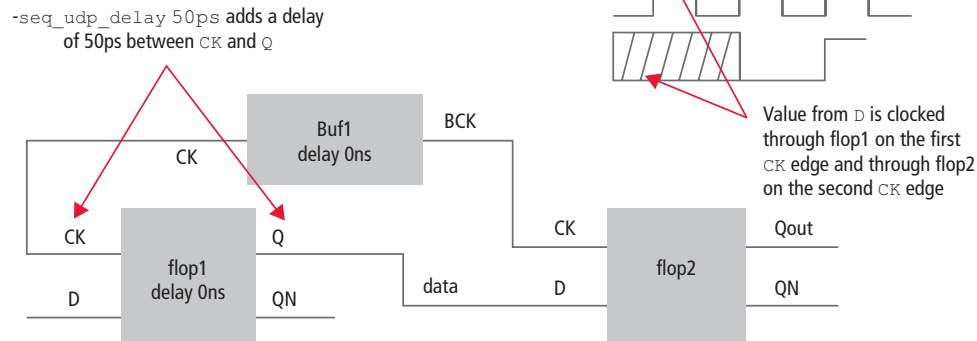 -seq_udp_delay 50ps adds a delay
of 50ps between CK and Q
Value from D is clocked
through flop1 on the first
CK edge and through flop2
on the second CK edge
Buf1
delay 0ns
CK
BCK
CK
Q
flop1
delay 0ns
D
QN
data
CK
D
flop2
Qout
QN